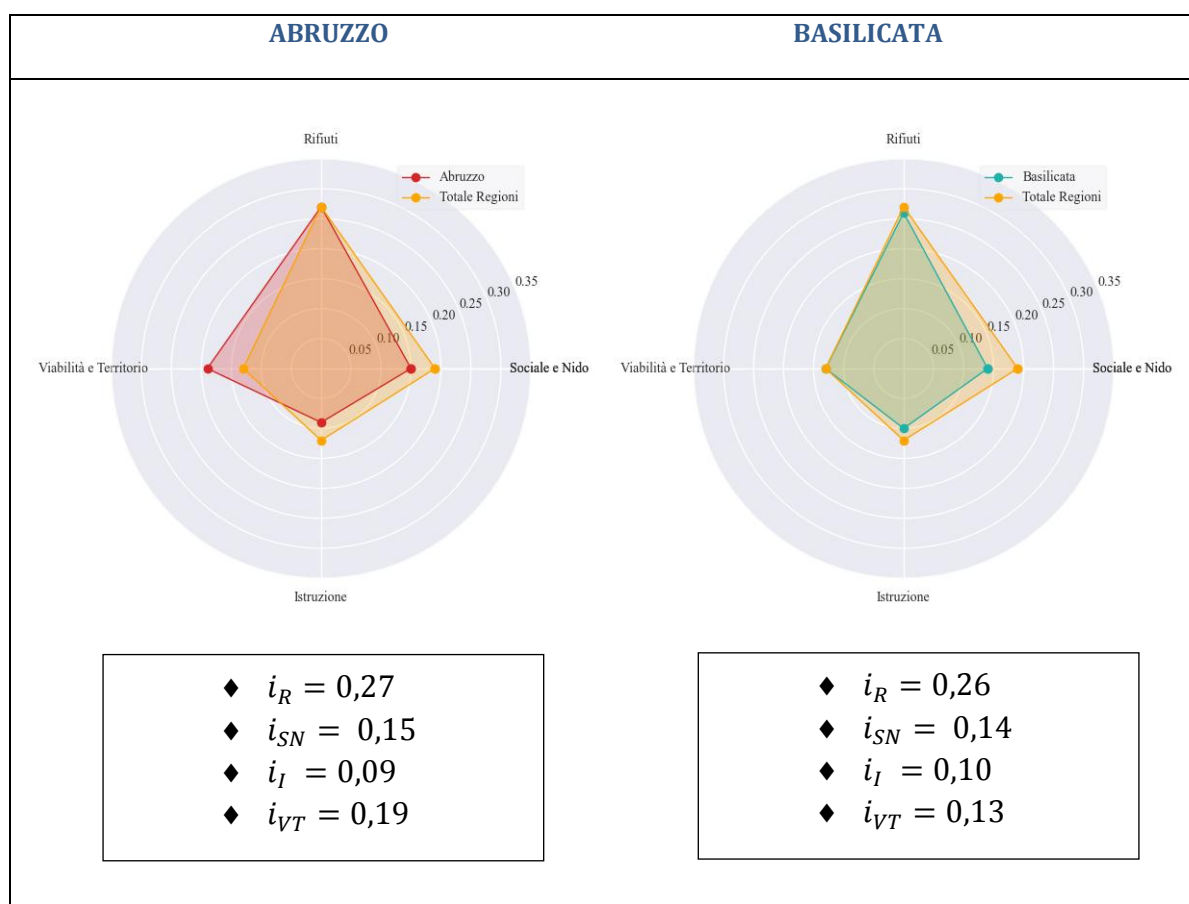 ABRUZZO
BASILICATA
Rifiuti
Abruzzo
Totale Regioni
0.35
0.30
0.25
0.20
0.15
0.10
0.05
Viabilità e Territorio
Sociale e Nido
Istruzione
Rifiuti
Basilicata
Totale Regioni
0.35
0.30
0.25
0.20
0.15
0.10
0.05
Viabilità e Territorio
Sociale e Nido
Istruzione
♦ i_R = 0,27
♦ i_SN = 0,15
♦ i_I = 0,09
♦ i_VT = 0,19
♦ i_R = 0,26
♦ i_SN = 0,14
♦ i_I = 0,10
♦ i_VT = 0,13